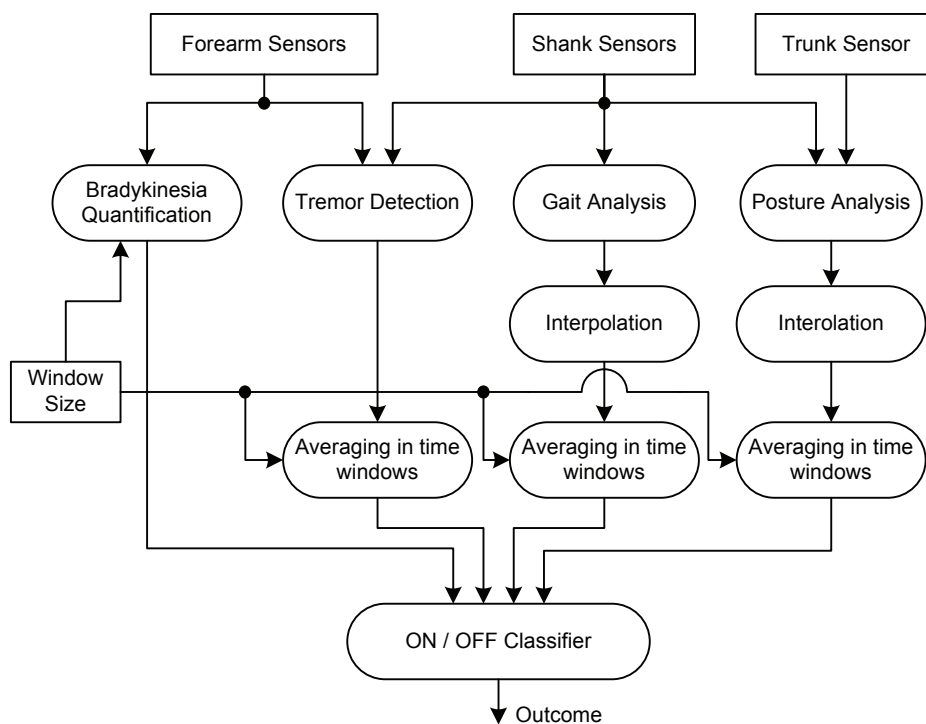 Forearm Sensors
Shank Sensors
Trunk Sensor
Bradykinesia
Quantification
Tremor Detection
Gait Analysis
Posture Analysis
Interpolation
Interolation
Window
Size
Averaging in time
windows
Averaging in time
windows
Averaging in time
windows
ON / OFF Classifier
Outcome